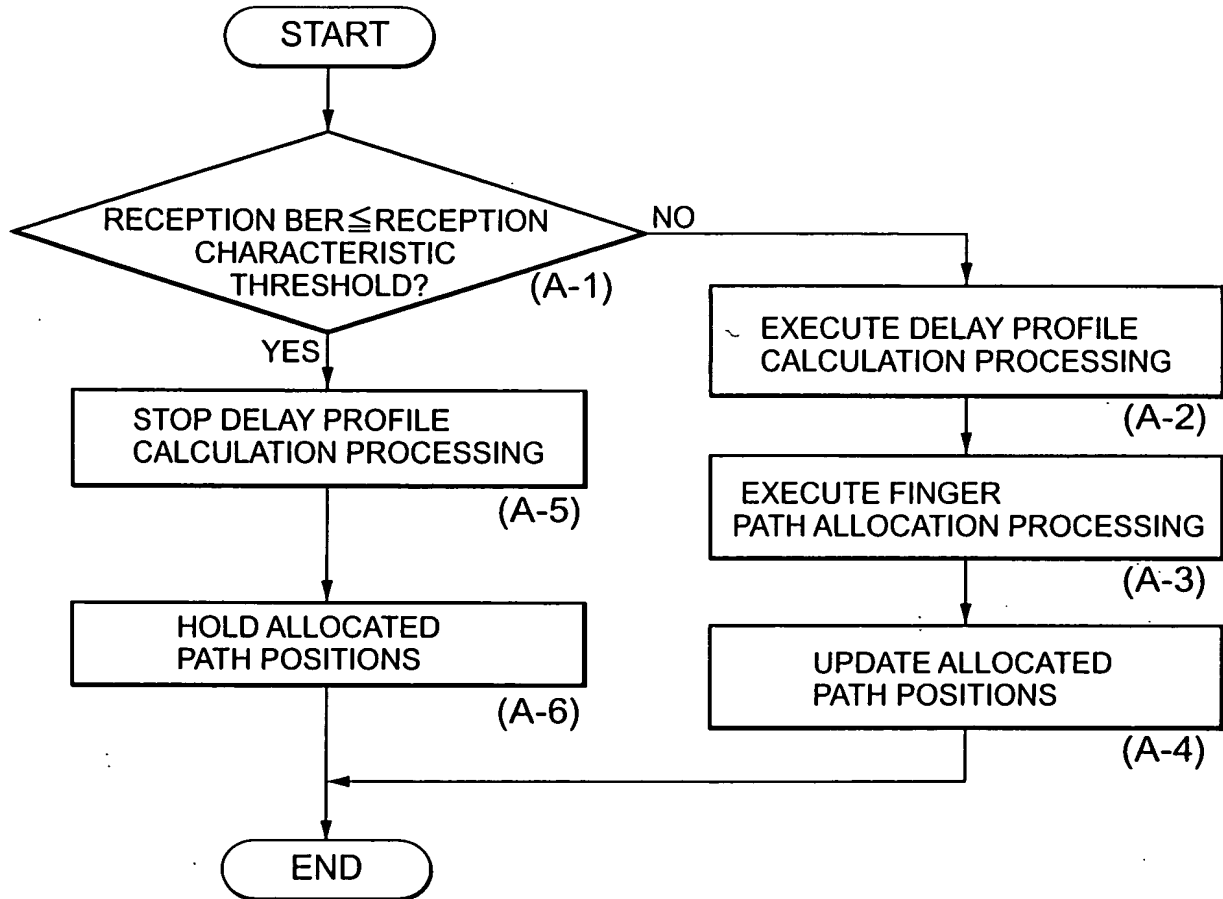 START
RECEPTION BER≦RECEPTION
CHARACTERISTIC
THRESHOLD?
(A-1)
NO
YES
EXECUTE DELAY PROFILE
CALCULATION PROCESSING
(A-2)
STOP DELAY PROFILE
CALCULATION PROCESSING
(A-5)
EXECUTE FINGER
PATH ALLOCATION PROCESSING
(A-3)
HOLD ALLOCATED
PATH POSITIONS
(A-6)
UPDATE ALLOCATED
PATH POSITIONS
(A-4)
END